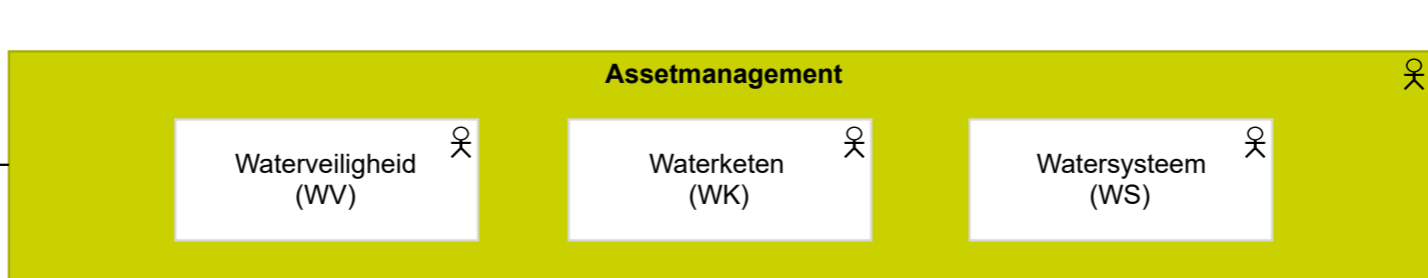 Assetmanagement
Waterveiligheid
(WV)
Waterketen
(WK)
Watersysteem
(WS)